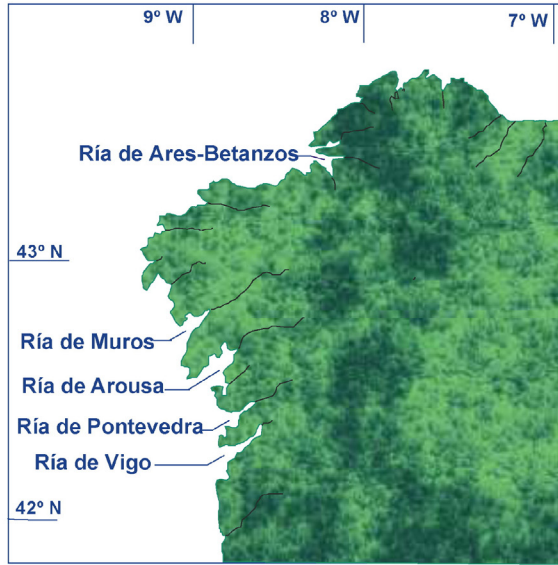 9º W
8º W
7º W
Ría de Ares-Betanzos
43º N
Ría de Muros
Ría de Arousa
Ría de Pontevedra
Ría de Vigo
42º N